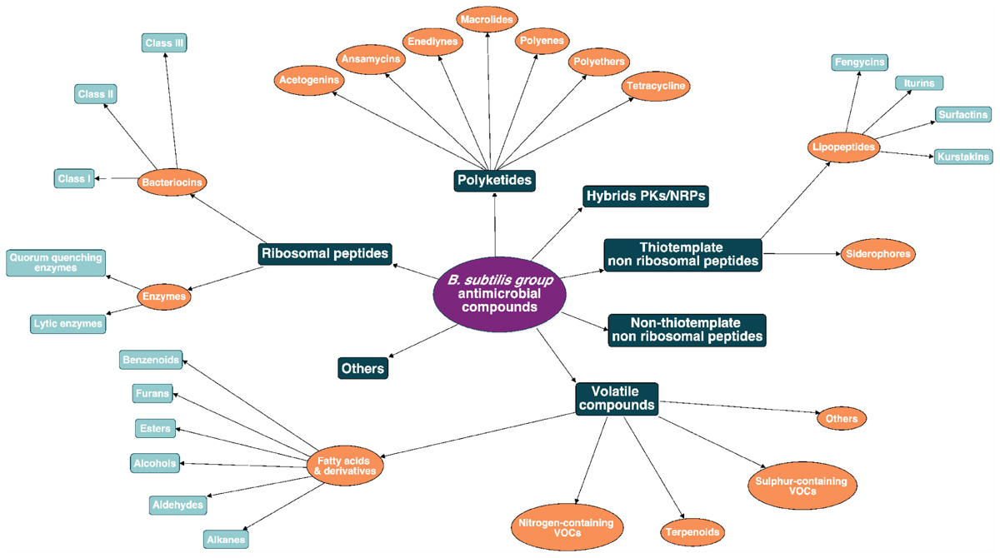 Macrolides
Enediynes
Polyenes
Ansamycins
Polyethers
Acetogenins
Tetracycline
Class III
Class II
Class I
Bacteriocins
Polyketides
Hybrids PKs/NRPs
Fengycins
Iturins
Surfactins
Kurstakins
Lipopeptides
Ribosomal peptides
Thiotemplate
non ribosomal peptides
Siderophores
Quorum quenching
enzymes
Enzymes
Lytic enzymes
B. subtilis group
antimicrobial
compounds
Non-thiotemplate
non ribosomal peptides
Others
Volatile
compounds
Benzenoids
Furans
Esters
Alcohols
Aldehydes
Alkanes
Fatty acids
& derivatives
Others
Sulphur-containing
VOCs
Nitrogen-containing
VOCs
Terpenoids